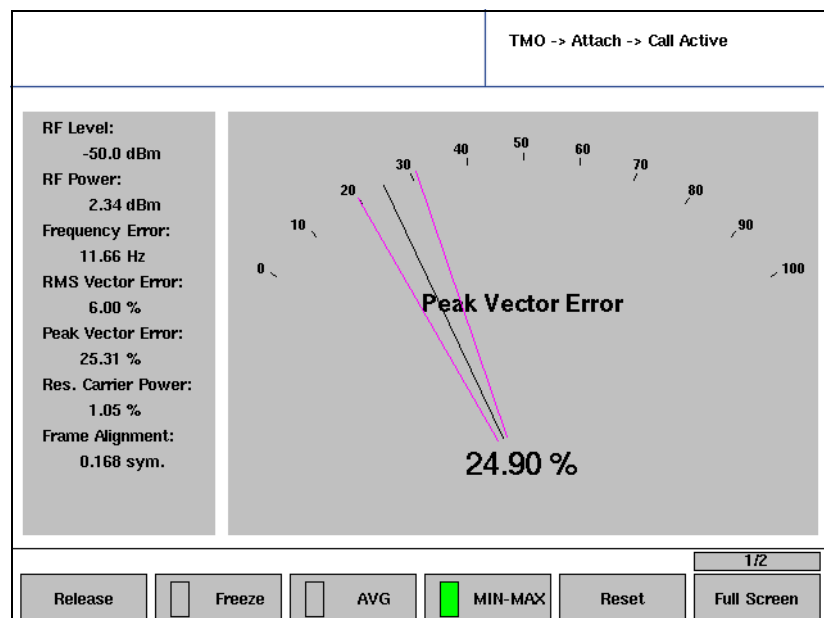 TMO -> Attach -> Call Active
RF Level:
-50.0 dBm
RF Power:
2.34 dBm
Frequency Error:
11.66 Hz
RMS Vector Error:
6.00 %
Peak Vector Error:
25.31 %
Res. Carrier Power:
1.05 %
Frame Alignment:
0.168 sym.
0
10
20
30
40
50
60
70
80
90
100
Peak Vector Error
24.90 %
1/2
Release
Freeze
AVG
MIN-MAX
Reset
Full Screen